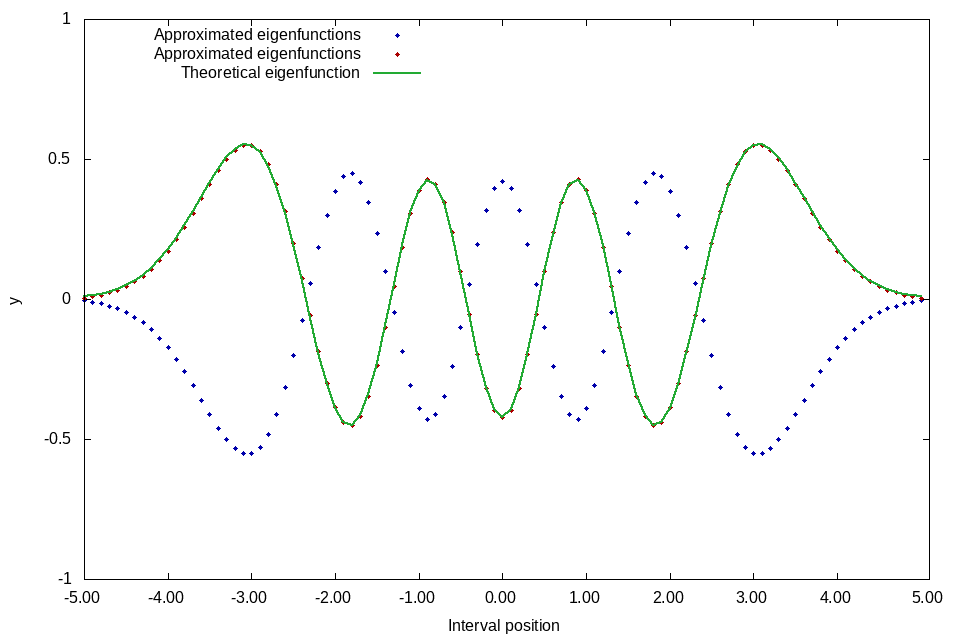 Approximated eigenfunctions
Approximated eigenfunctions
Theoretical eigenfunction
1
0.5
0
-0.5
-1
y
-5.00 -4.00 -3.00 -2.00 -1.00 0.00 1.00 2.00 3.00 4.00 5.00
Interval position